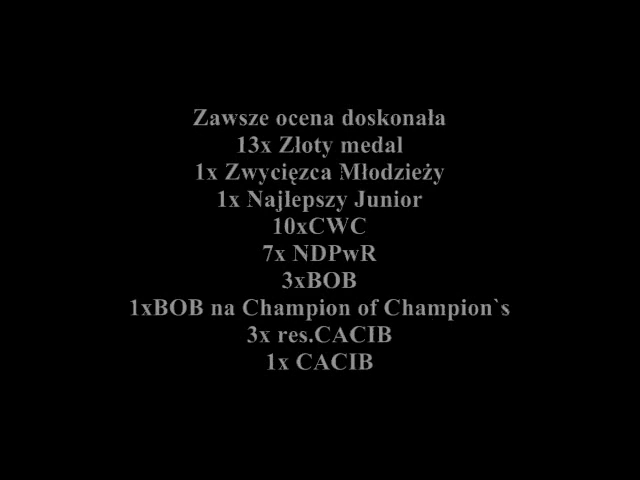 Zawsze ocena doskonała
13x Złoty medal
1x Zwycięzca Młodzieży
1x Najlepszy Junior
10xCWC
7x NDPwR
3xBOB
1xBOB na Champion of Champion`s
3x res.CACIB
1x CACIB